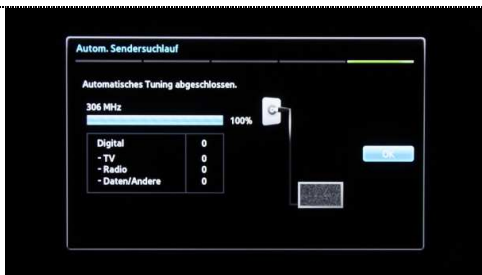 Autom. Sendersuchlauf
Automatisches Tuning abgeschlossen.
306 MHz
100%
Digital 0
- TV 0
- Radio 0
- Daten/Andere 0
OK